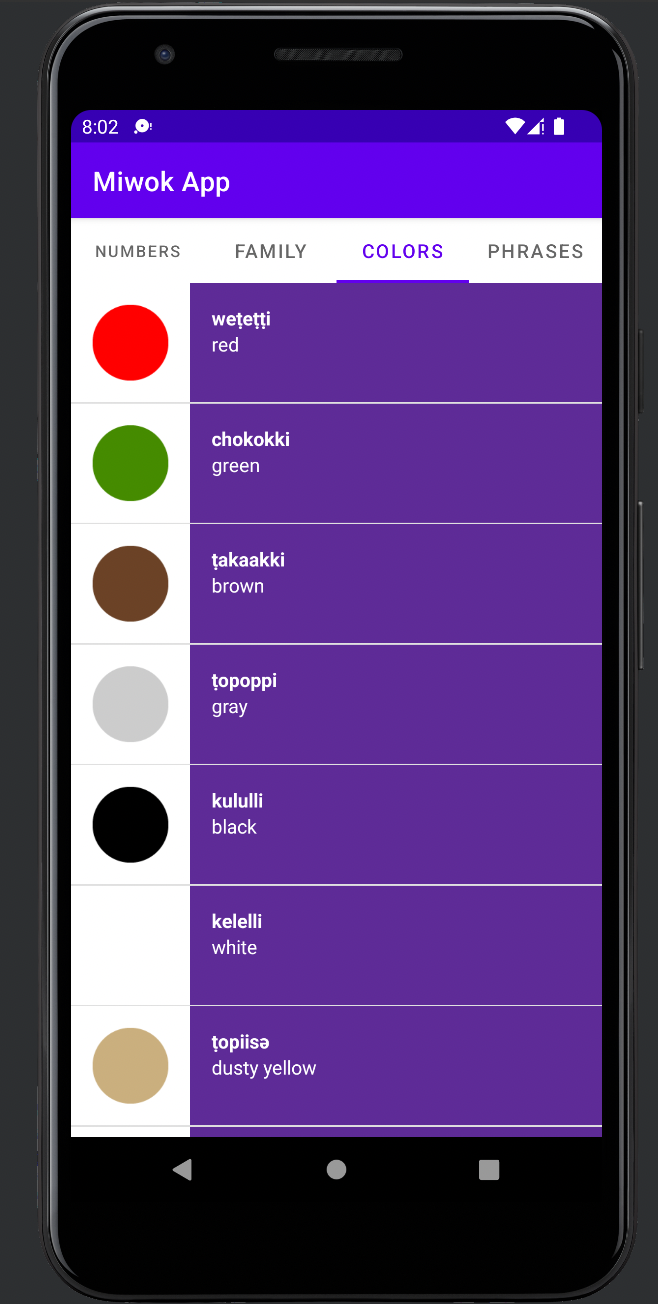 8:02
Miwok App
NUMBERS FAMILY COLORS PHRASES
weṭeṭṭi
red
chokokki
green
ṭakaakki
brown
ṭopoppi
gray
kululli
black
kelelli
white
ṭopiisə
dusty yellow